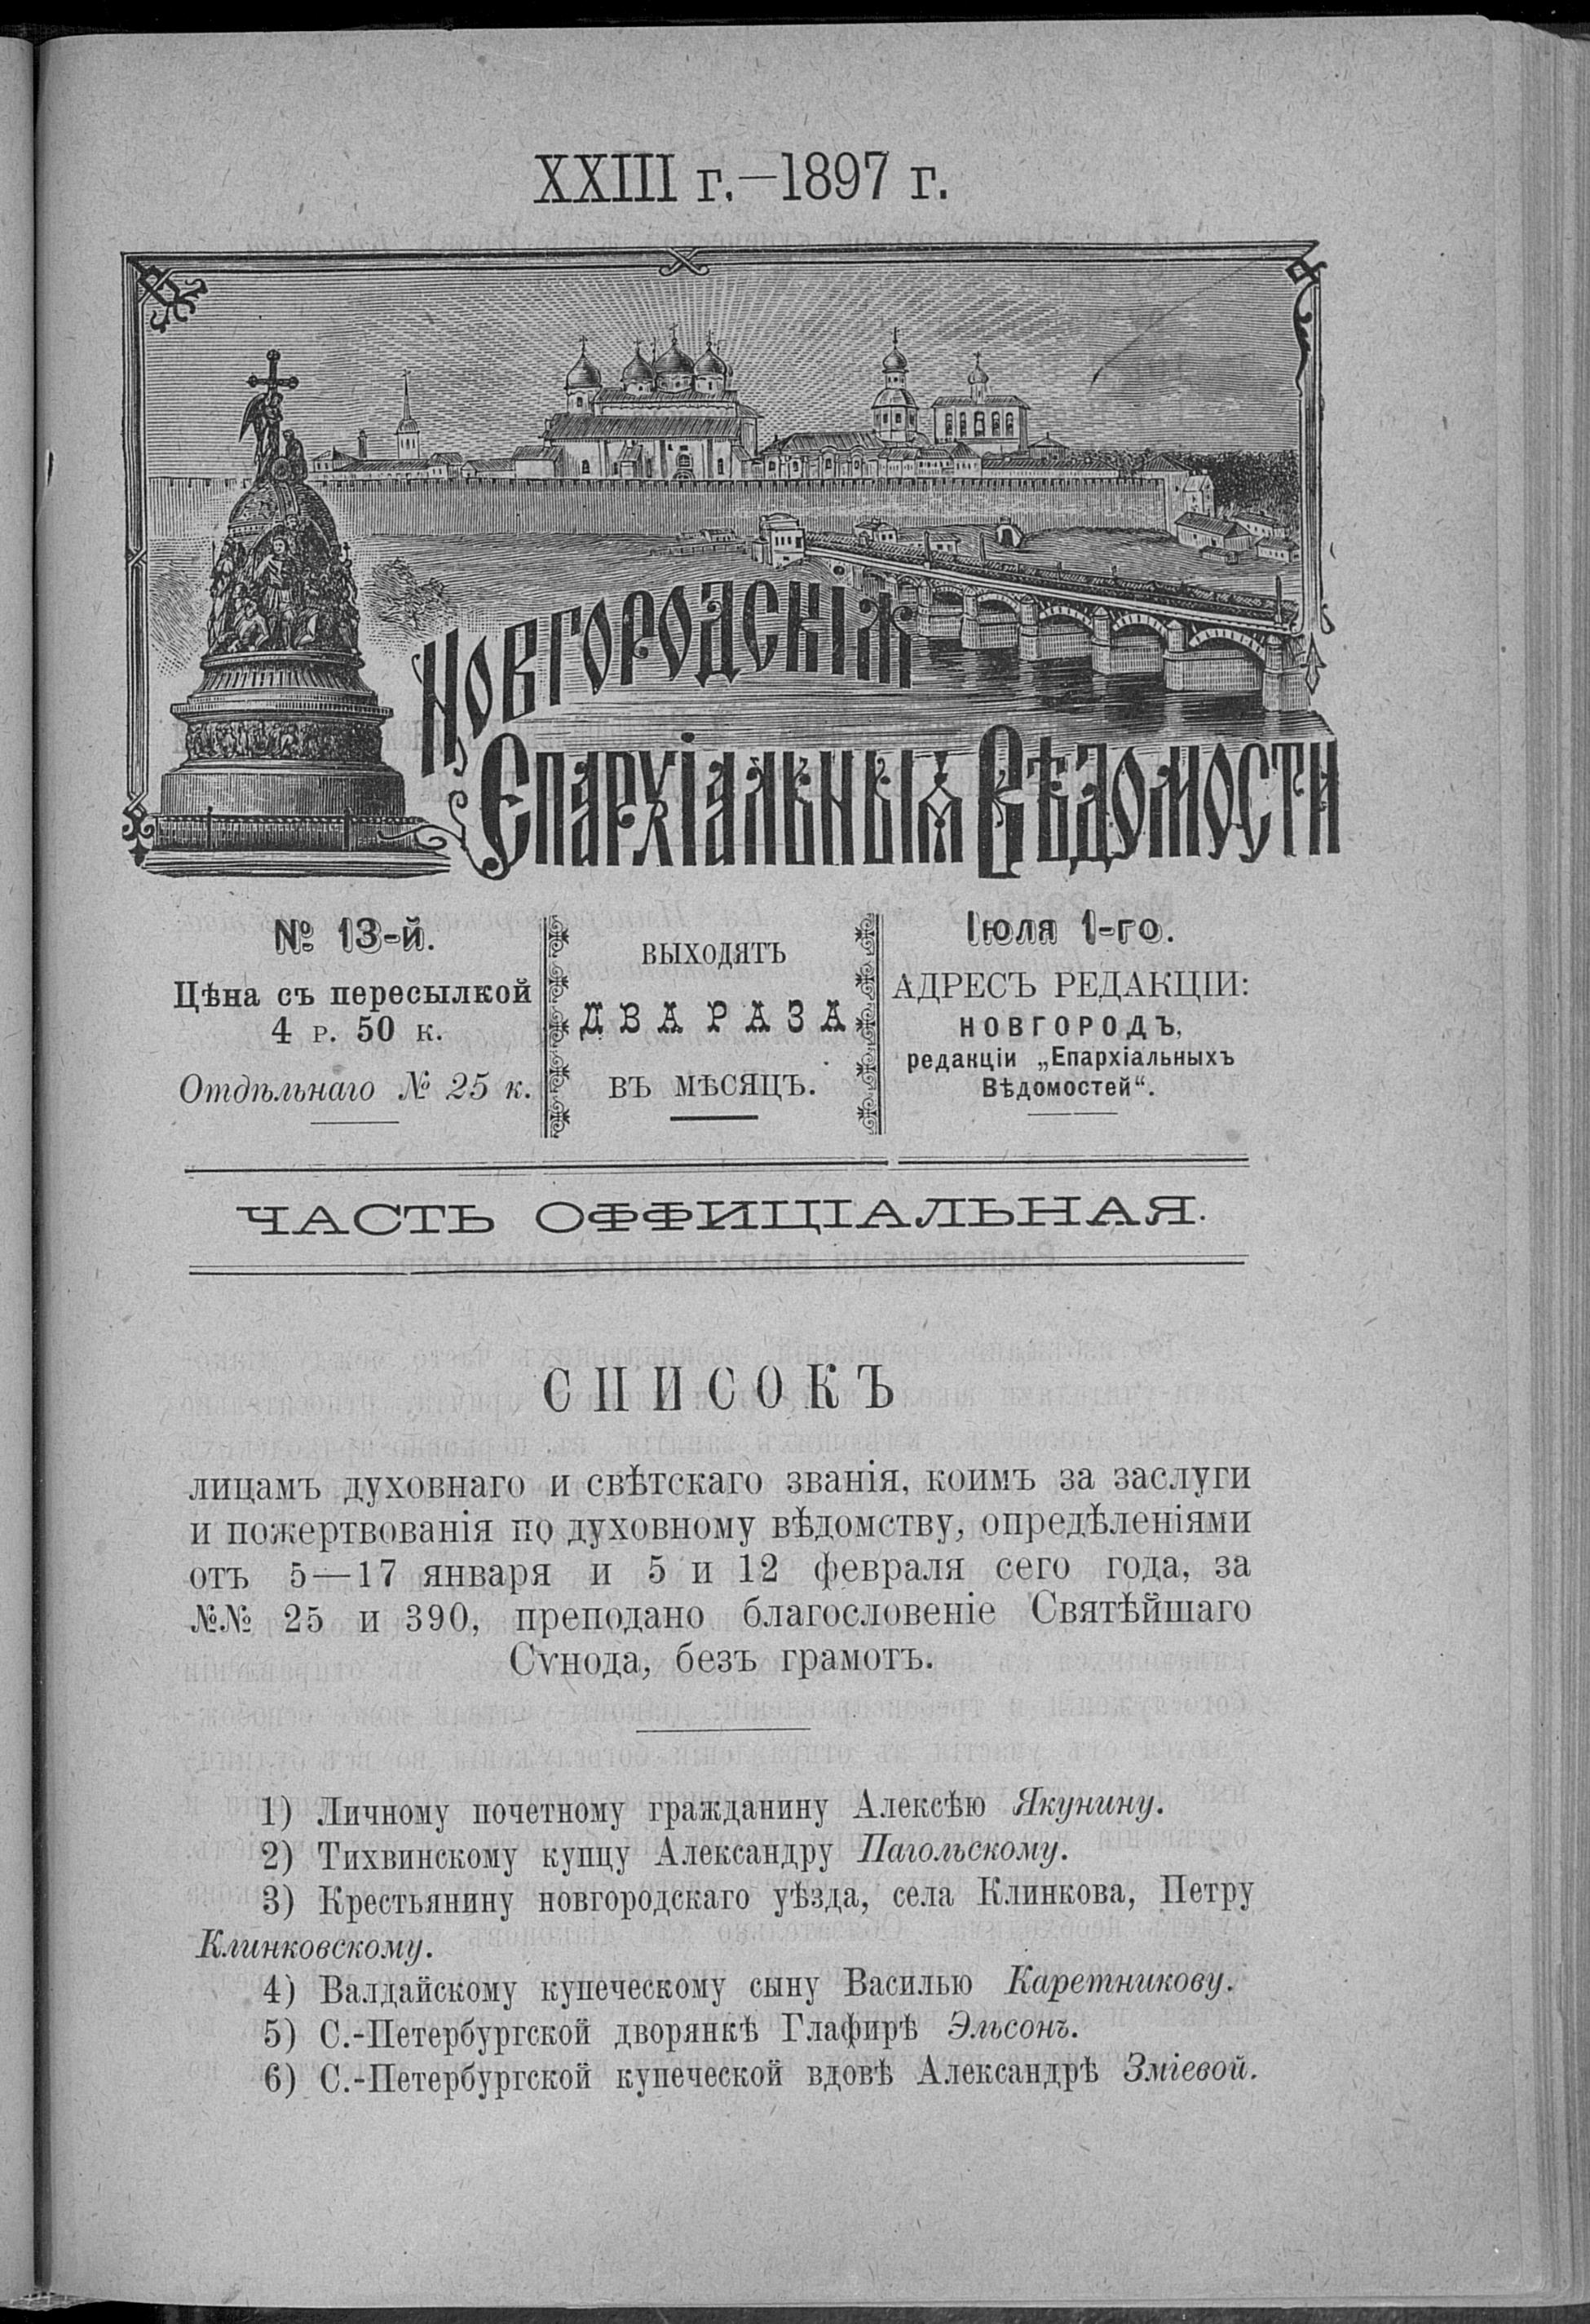 XXIII г.—1897 г.
Новгородскія
Епархіальныя Вѣдомости
№ 13-й.
Цѣна съ пересылкой
4 р. 50 к.
Отдѣльнаго № 25 к.
ВЫХОДЯТЪ
ДВА РАЗА
ВЪ МѢСЯЦЪ.
Іюля 1-го.
АДРЕСЪ РЕДАКЦІИ:
НОВГОРОДЪ,
редакціи „Епархіальныхъ
Вѣдомостей“.
ЧАСТЬ ОФФИЦІАЛЬНАЯ.
СПИСОКЪ
лицамъ духовнаго и свѣтскаго званія, коимъ за заслуги
и пожертвованія по духовному вѣдомству, опредѣленіями
отъ 5—17 января и 5 и 12 февраля сего года, за
№№ 25 и 390, преподано благословеніе Святѣйшаго
Сѵнода, безъ грамотъ.
1) Личному почетному гражданину Алексѣю Якунину.
2) Тихвинскому купцу Александру Пагольскому.
3) Крестьянину новгородскаго уѣзда, села Клинкова, Петру
Клинковскому.
4) Валдайскому купеческому сыну Василью Каретникову.
5) С.-Петербургской дворянкѣ Глафирѣ Эльсонъ.
6) С.-Петербургской купеческой вдовѣ Александрѣ Зміевой.